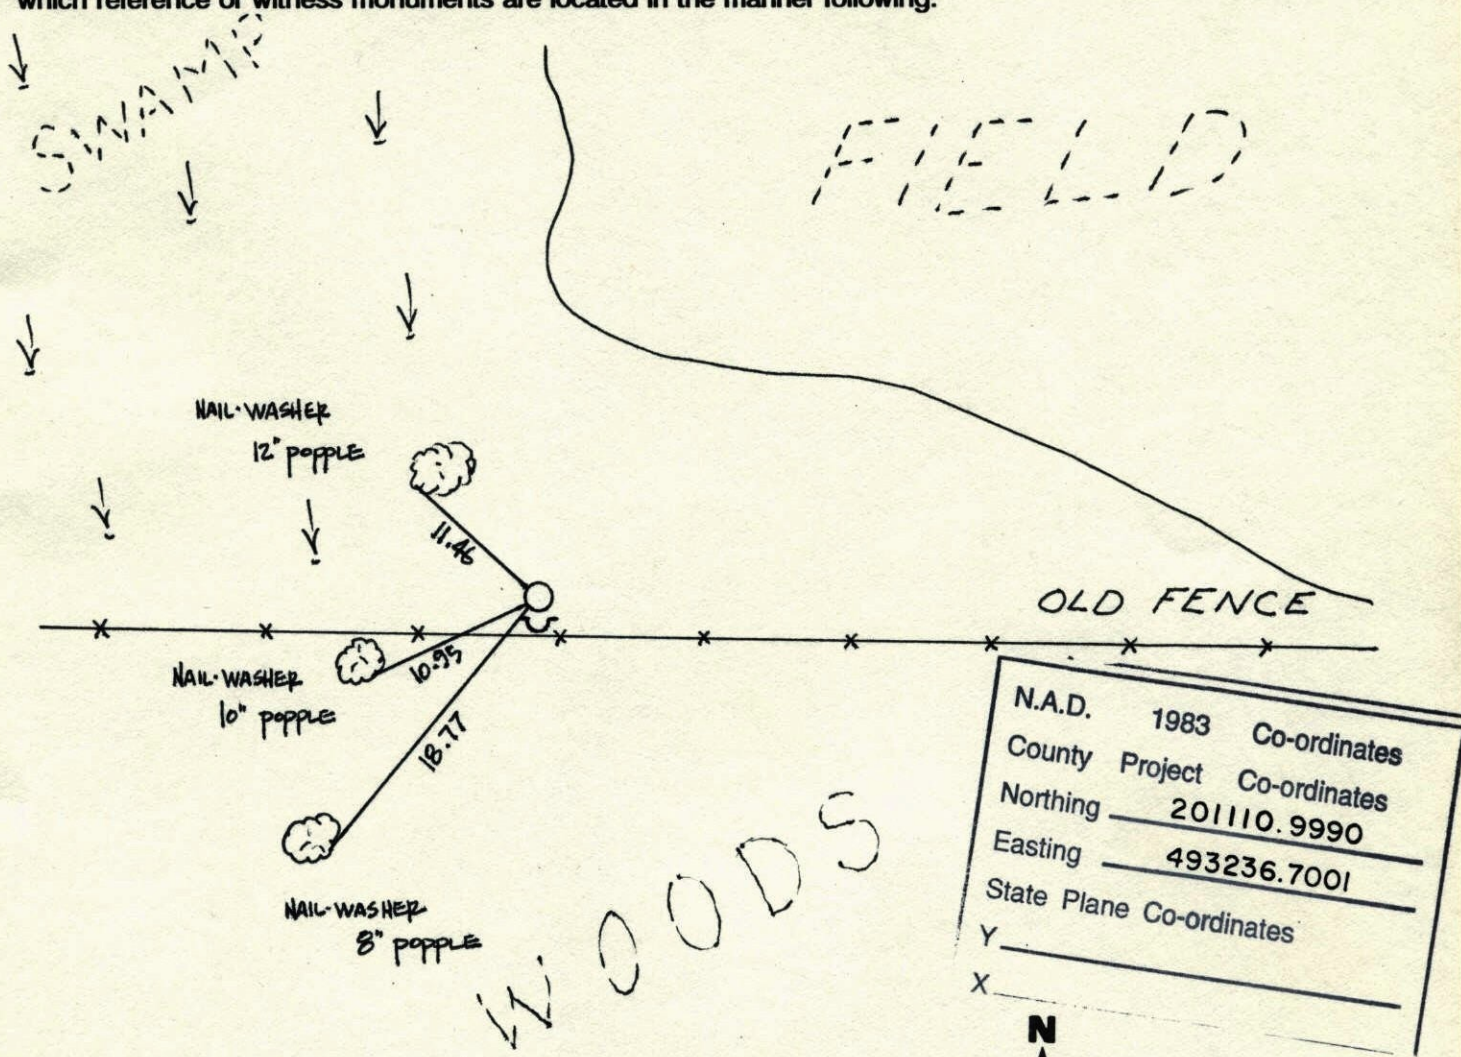 which reference or witness monuments are located in the manner following:
SWAMP
FIELD
NAIL·WASHER
12" POPPLE
11.46
OLD FENCE
NAIL·WASHER
10" POPPLE
10.95
18.77
NAIL·WASHER
8" POPPLE
WOODS
N.A.D. 1983 Co-ordinates
County Project Co-ordinates
Northing 201110.9990
Easting 493236.7001
State Plane Co-ordinates
Y
X
N